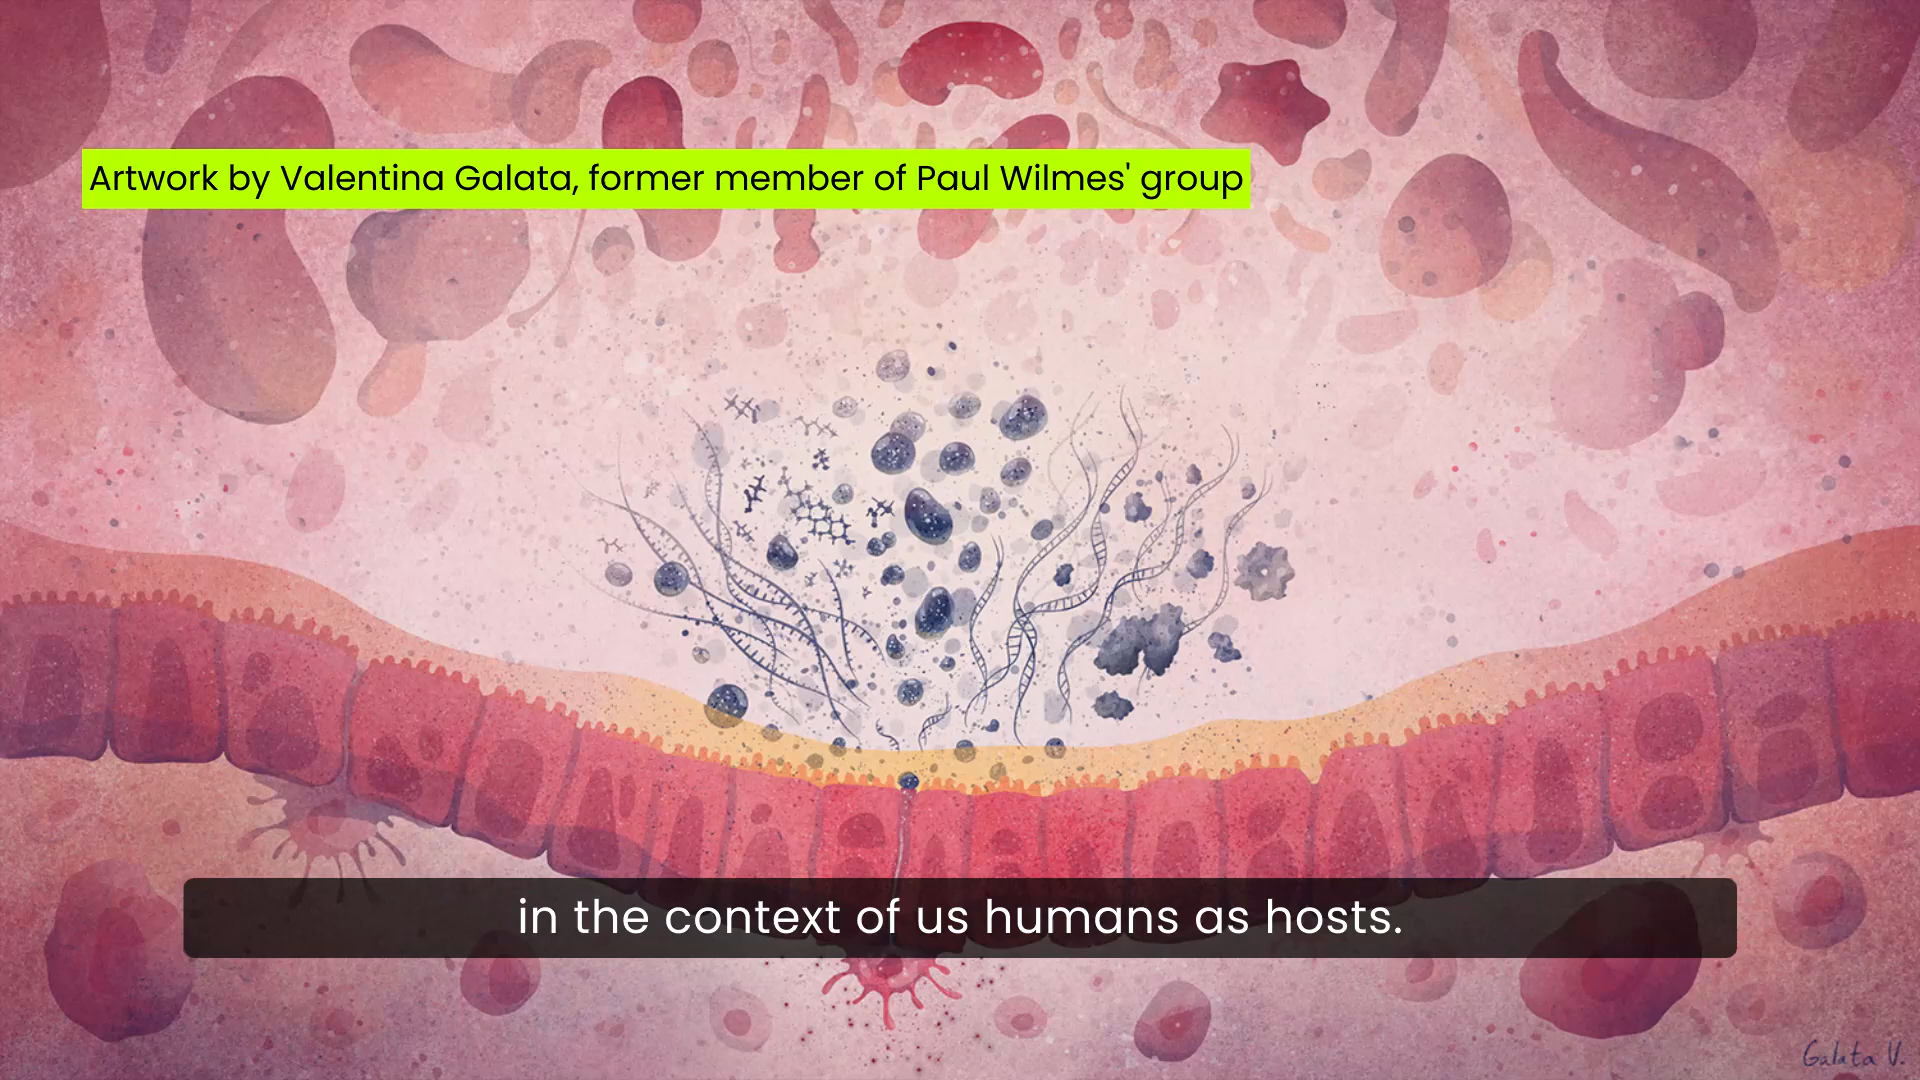 Artwork by Valentina Galata, former member of Paul Wilmes' group
in the context of us humans as hosts.
Galata V.